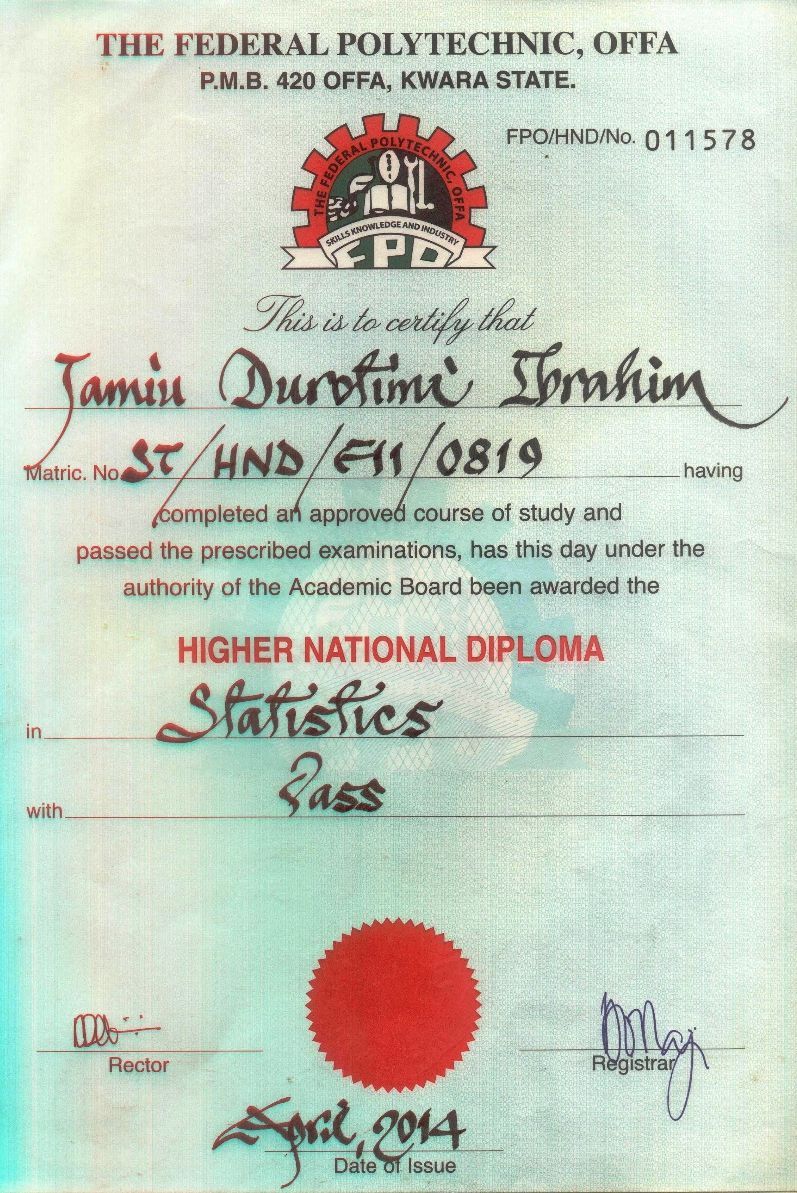 THE FEDERAL POLYTECHNIC, OFFA
P.M.B. 420 OFFA, KWARA STATE.
FPO/HND/No. 011578
THE FEDERAL POLYTECHNIC, OFFA
SKILLS KNOWLEDGE AND INDUSTRY
FPO
This is to certify that
Jamiu Durotimi Ibrahim
Matric. No ST/HND/F11/0819 having
completed an approved course of study and
passed the prescribed examinations, has this day under the
authority of the Academic Board been awarded the
HIGHER NATIONAL DIPLOMA
in Statistics
with Pass
Rector
Registrar
April, 2014
Date of Issue